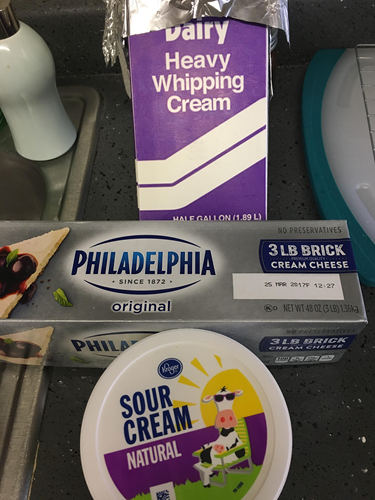 Dairy
Heavy
Whipping
Cream
HALF GALLON (1.89 L)
NO PRESERVATIVES
3 LB BRICK
CREAM CHEESE
PHILADELPHIA
• SINCE 1872 •
original
25 MAR 2017F 12:27
NET WT 48 OZ (3 LB) 1.36kg
NO PRESERVATIVES
3 LB BRICK
CREAM CHEESE
PHILA
Kroger
SOUR
CREAM
NATURAL